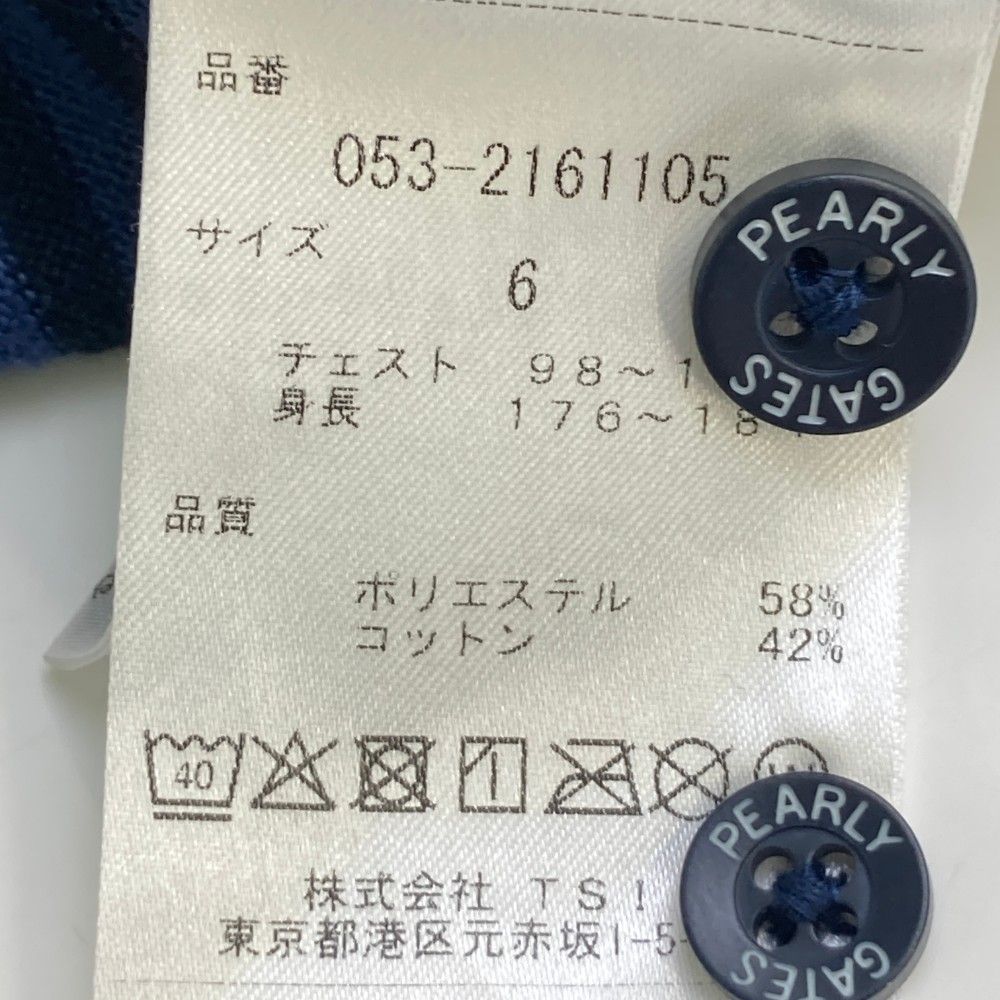 品番
053-2161105
サイズ
6
チェスト 98～1
身長 176～18
品質
ポリエステル 58%
コットン 42%
40
株式会社 TSI
東京都港区元赤坂1-5-
PEARLY
GATES
PEARLY
GATES